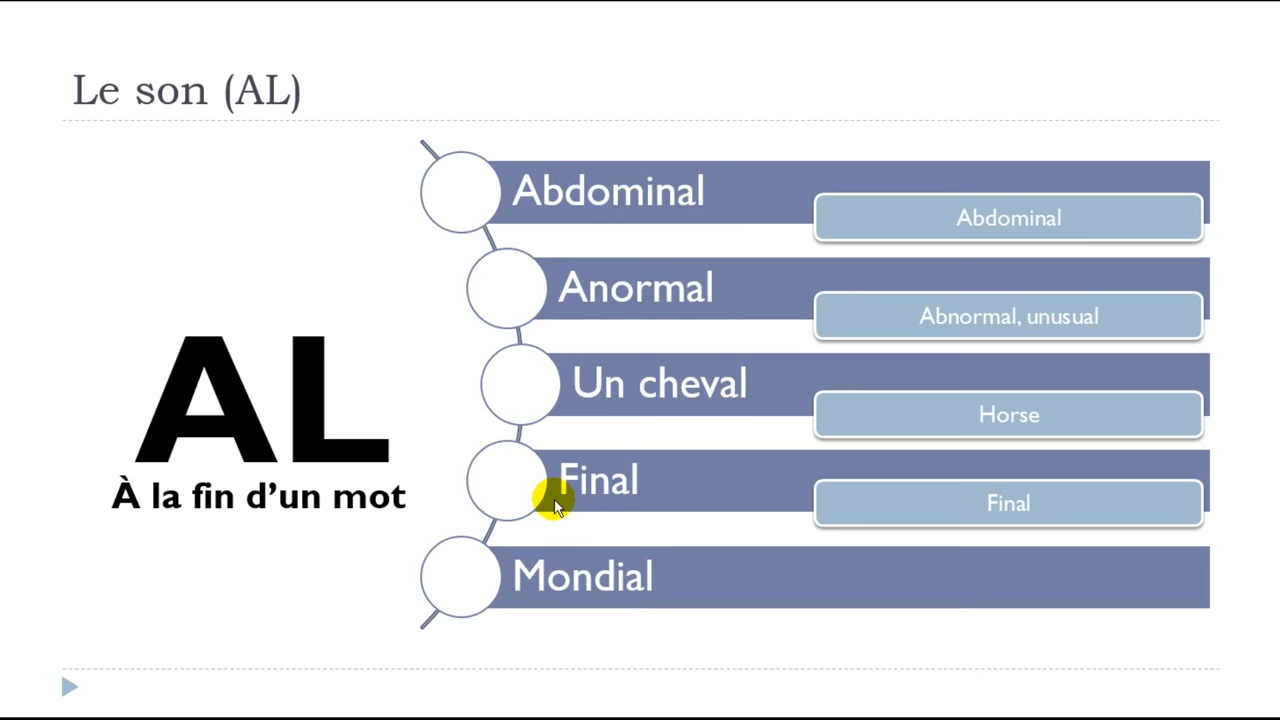 Le son (AL)
AL
À la fin d’un mot
Abdominal
Abdominal
Anormal
Abnormal, unusual
Un cheval
Horse
Final
Final
Mondial